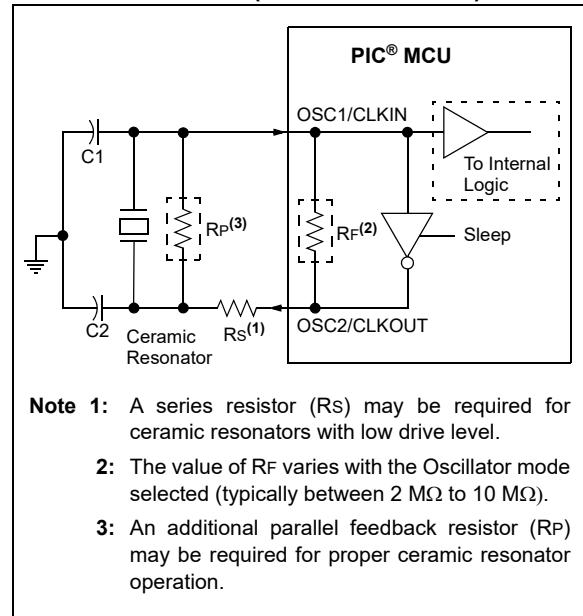 PIC® MCU
OSC1/CLKIN
C1
To Internal
Logic
RP(3)
RF(2)
Sleep
C2
Ceramic
Resonator
RS(1)
OSC2/CLKOUT
Note 1: A series resistor (RS) may be required for
ceramic resonators with low drive level.
2: The value of RF varies with the Oscillator mode
selected (typically between 2 MΩ to 10 MΩ).
3: An additional parallel feedback resistor (RP)
may be required for proper ceramic resonator
operation.